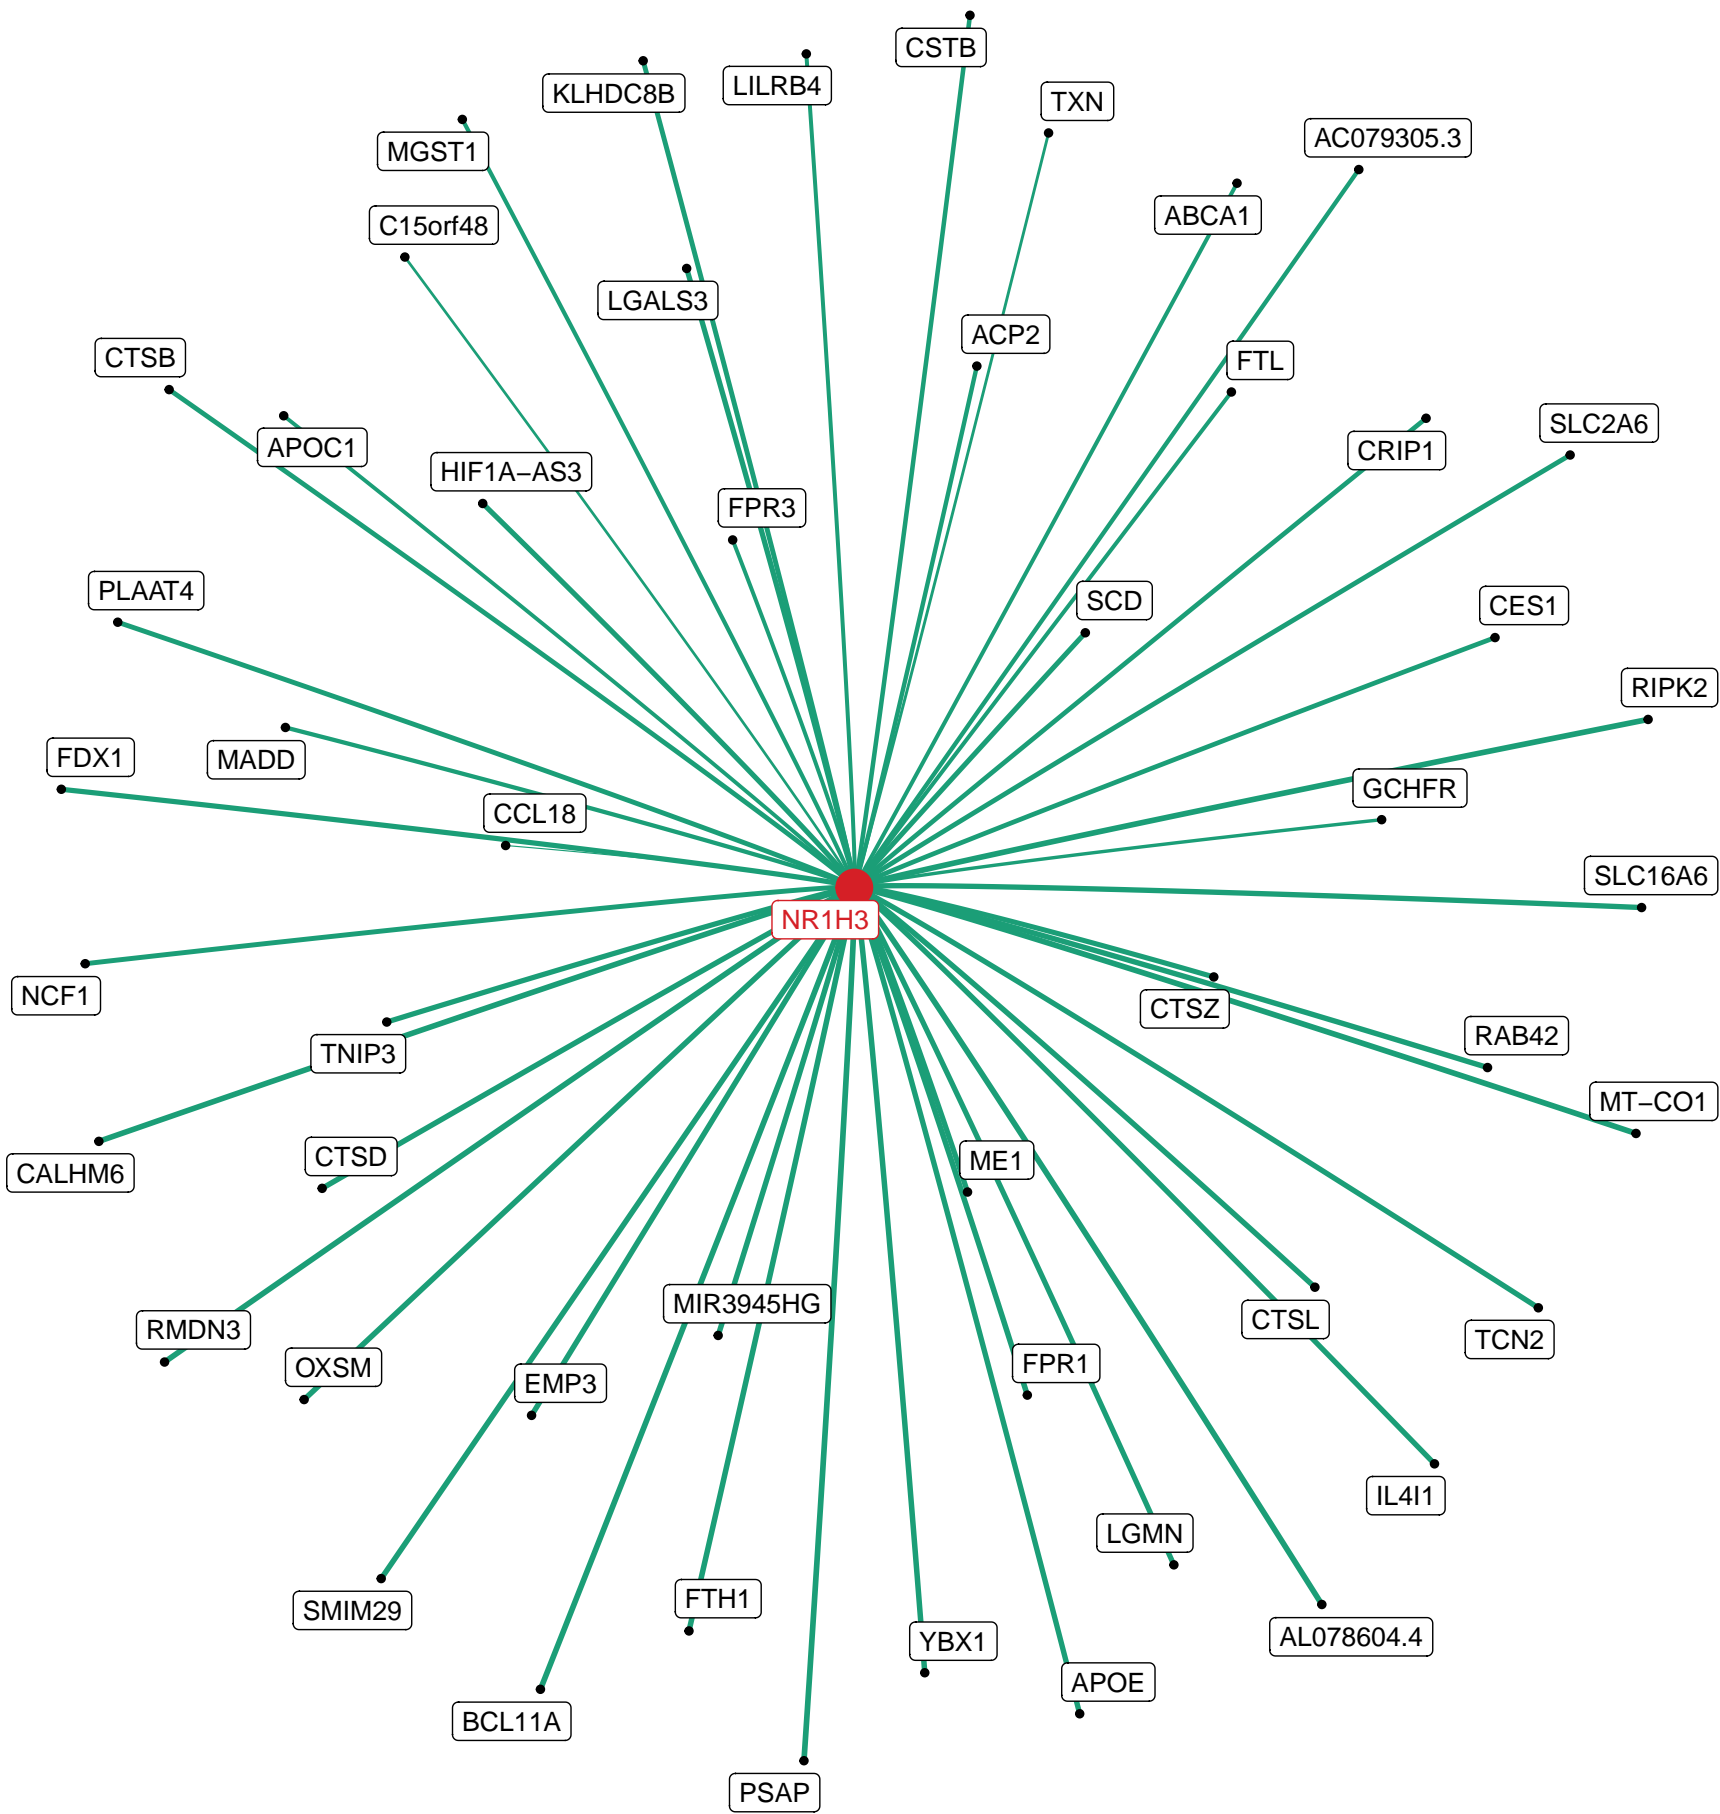 CSTB
LILRB4
KLHDC8B
TXN
AC079305.3
MGST1
ABCA1
C15orf48
LGALS3
ACP2
CTSB
FTL
SLC2A6
APOC1
CRIP1
HIF1A−AS3
FPR3
PLAAT4
SCD
CES1
RIPK2
FDX1
MADD
GCHFR
CCL18
SLC16A6
NR1H3
NCF1
CTSZ
RAB42
TNIP3
MT−CO1
CTSD
ME1
CALHM6
MIR3945HG
CTSL
RMDN3
TCN2
FPR1
OXSM
EMP3
IL4I1
LGMN
FTH1
SMIM29
AL078604.4
YBX1
APOE
BCL11A
PSAP